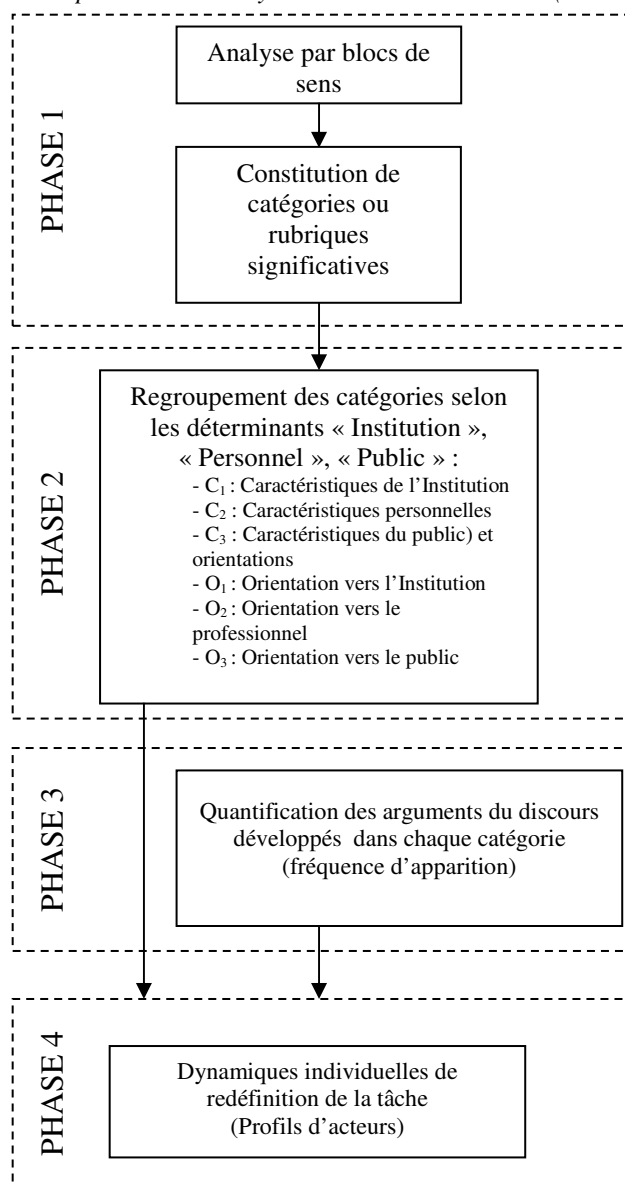 PHASE 1
Analyse par blocs de
sens
Constitution de
catégories ou
rubriques
significatives
PHASE 2
Regroupement des catégories selon
les déterminants « Institution »,
« Personnel », « Public » :
- C₁ : Caractéristiques de l’Institution
- C₂ : Caractéristiques personnelles
- C₃ : Caractéristiques du public) et
orientations
- O₁ : Orientation vers l’Institution
- O₂ : Orientation vers le
professionnel
- O₃ : Orientation vers le public
PHASE 3
Quantification des arguments du discours
développés dans chaque catégorie
(fréquence d’apparition)
PHASE 4
Dynamiques individuelles de
redéfinition de la tâche
(Profils d’acteurs)